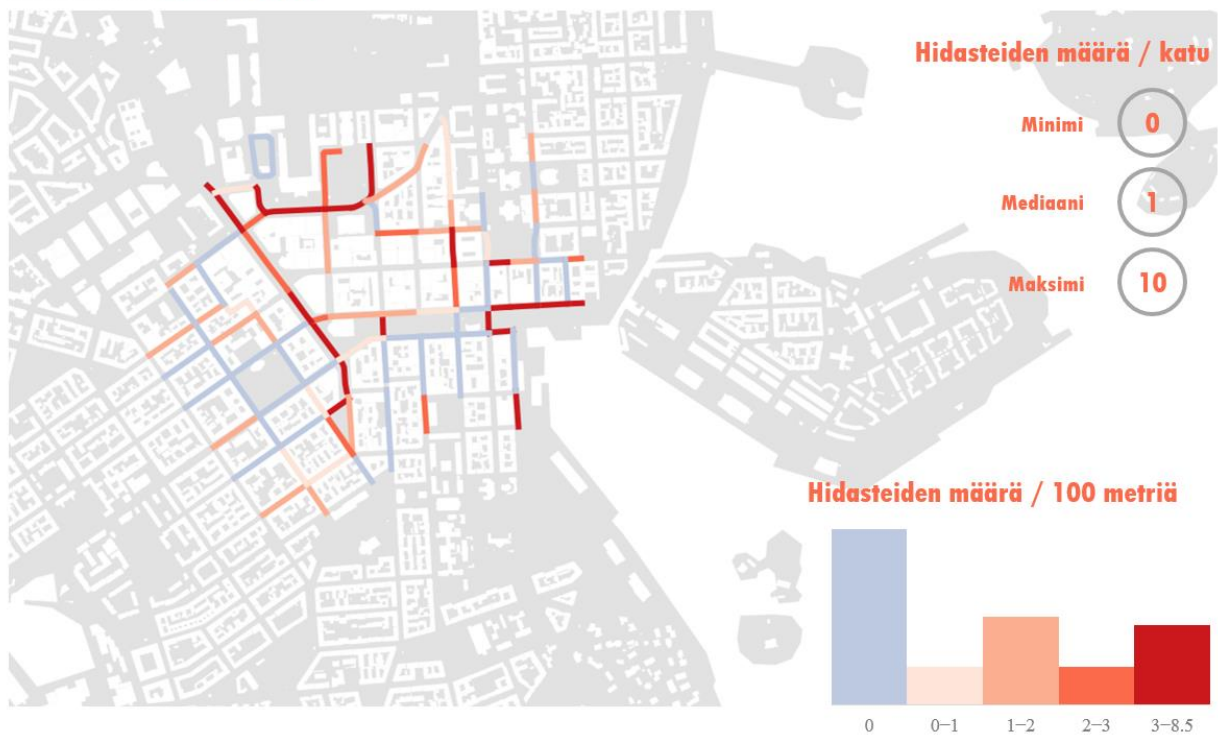 Hidasteiden määrä / katu
Minimi 0
Mediaani 1
Maksimi 10
Hidasteiden määrä / 100 metriä
0 0–1 1–2 2–3 3–8.5